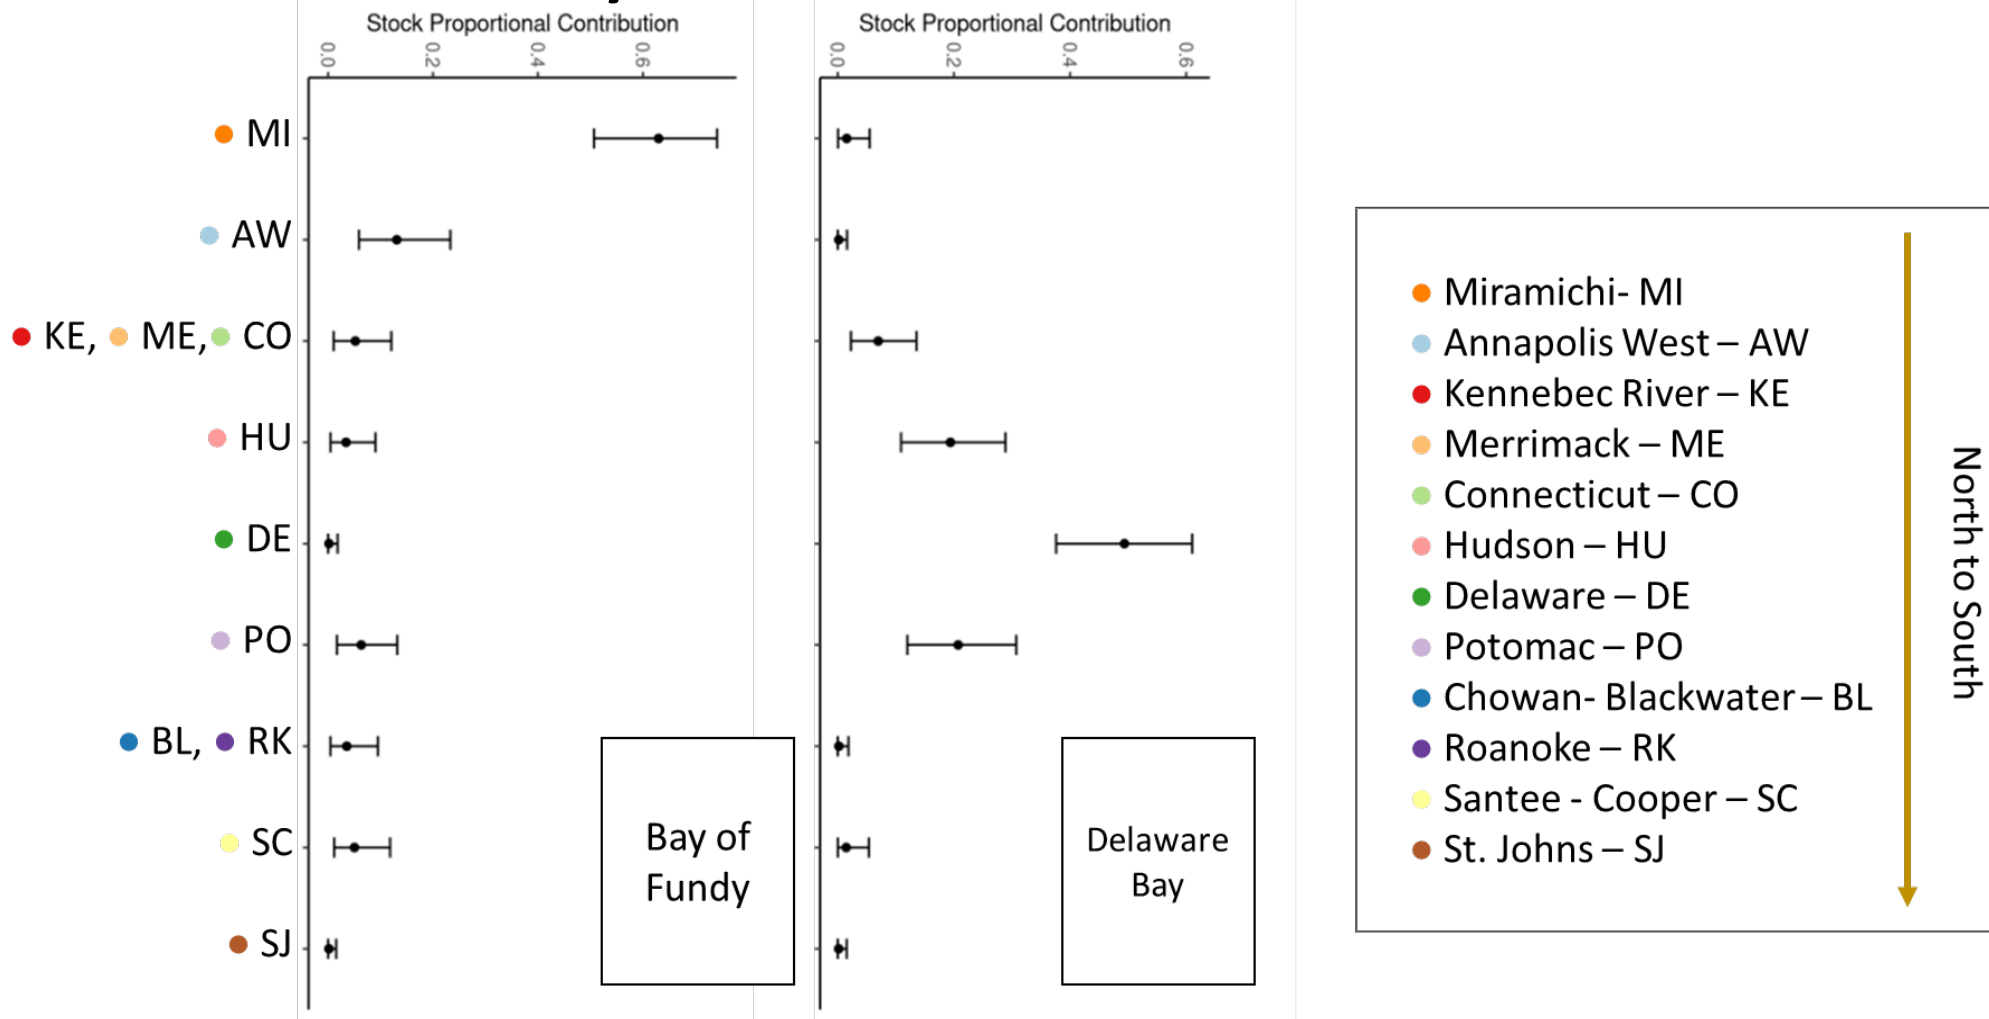 Stock Proportional Contribution
0.0 0.2 0.4 0.6
Stock Proportional Contribution
0.0 0.2 0.4 0.6
MI
AW
KE, ME, CO
HU
DE
PO
BL, RK
SC
SJ
Bay of
Fundy
Delaware
Bay
Miramichi- MI
Annapolis West – AW
Kennebec River – KE
Merrimack – ME
Connecticut – CO
Hudson – HU
Delaware – DE
Potomac – PO
Chowan- Blackwater – BL
Roanoke – RK
Santee - Cooper – SC
St. Johns – SJ
North to South